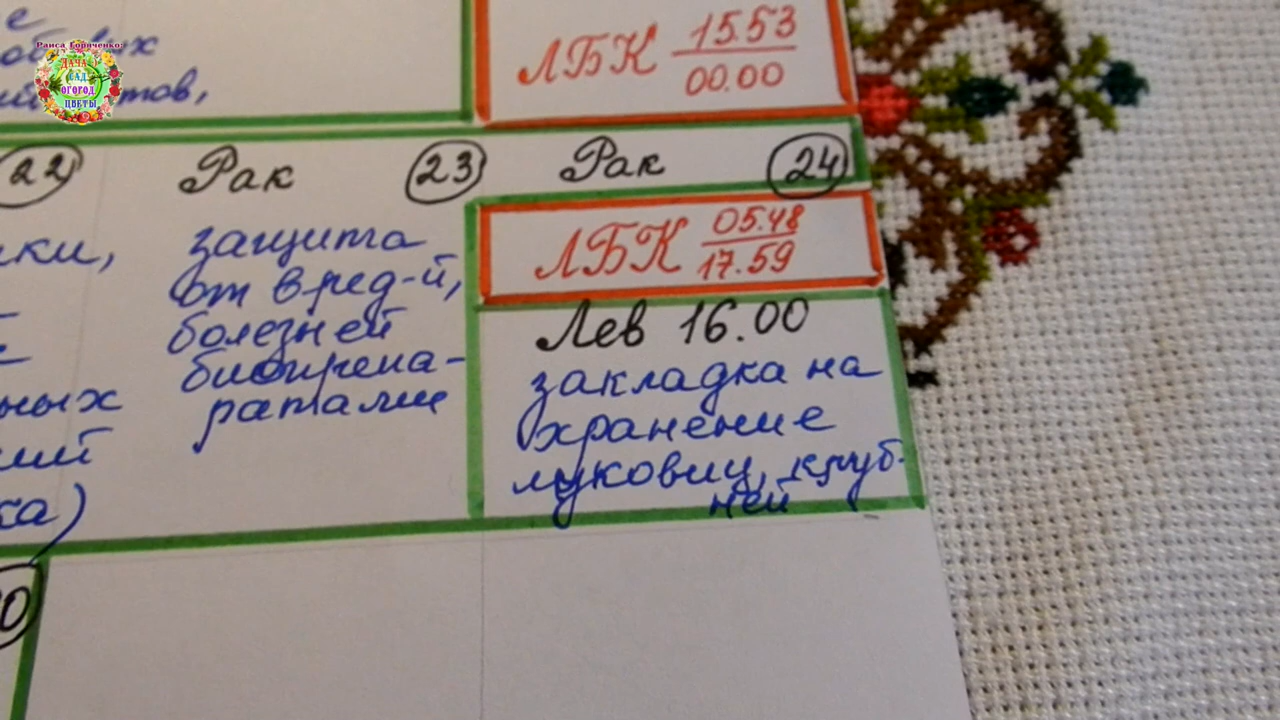 е
Раиса Горяченко:
ДАЧА
САД
ОГОРОД
ЦВЕТЫ
ЛБК 15.53
00.00
22 Рак 23 Рак 24
защита
от вред-й,
болезней
биопрепа-
ратами
ных
ка)
ЛБК 05.48
17.59
Лев 16.00
закладка на
хранение
луковиц, клуб-
ней